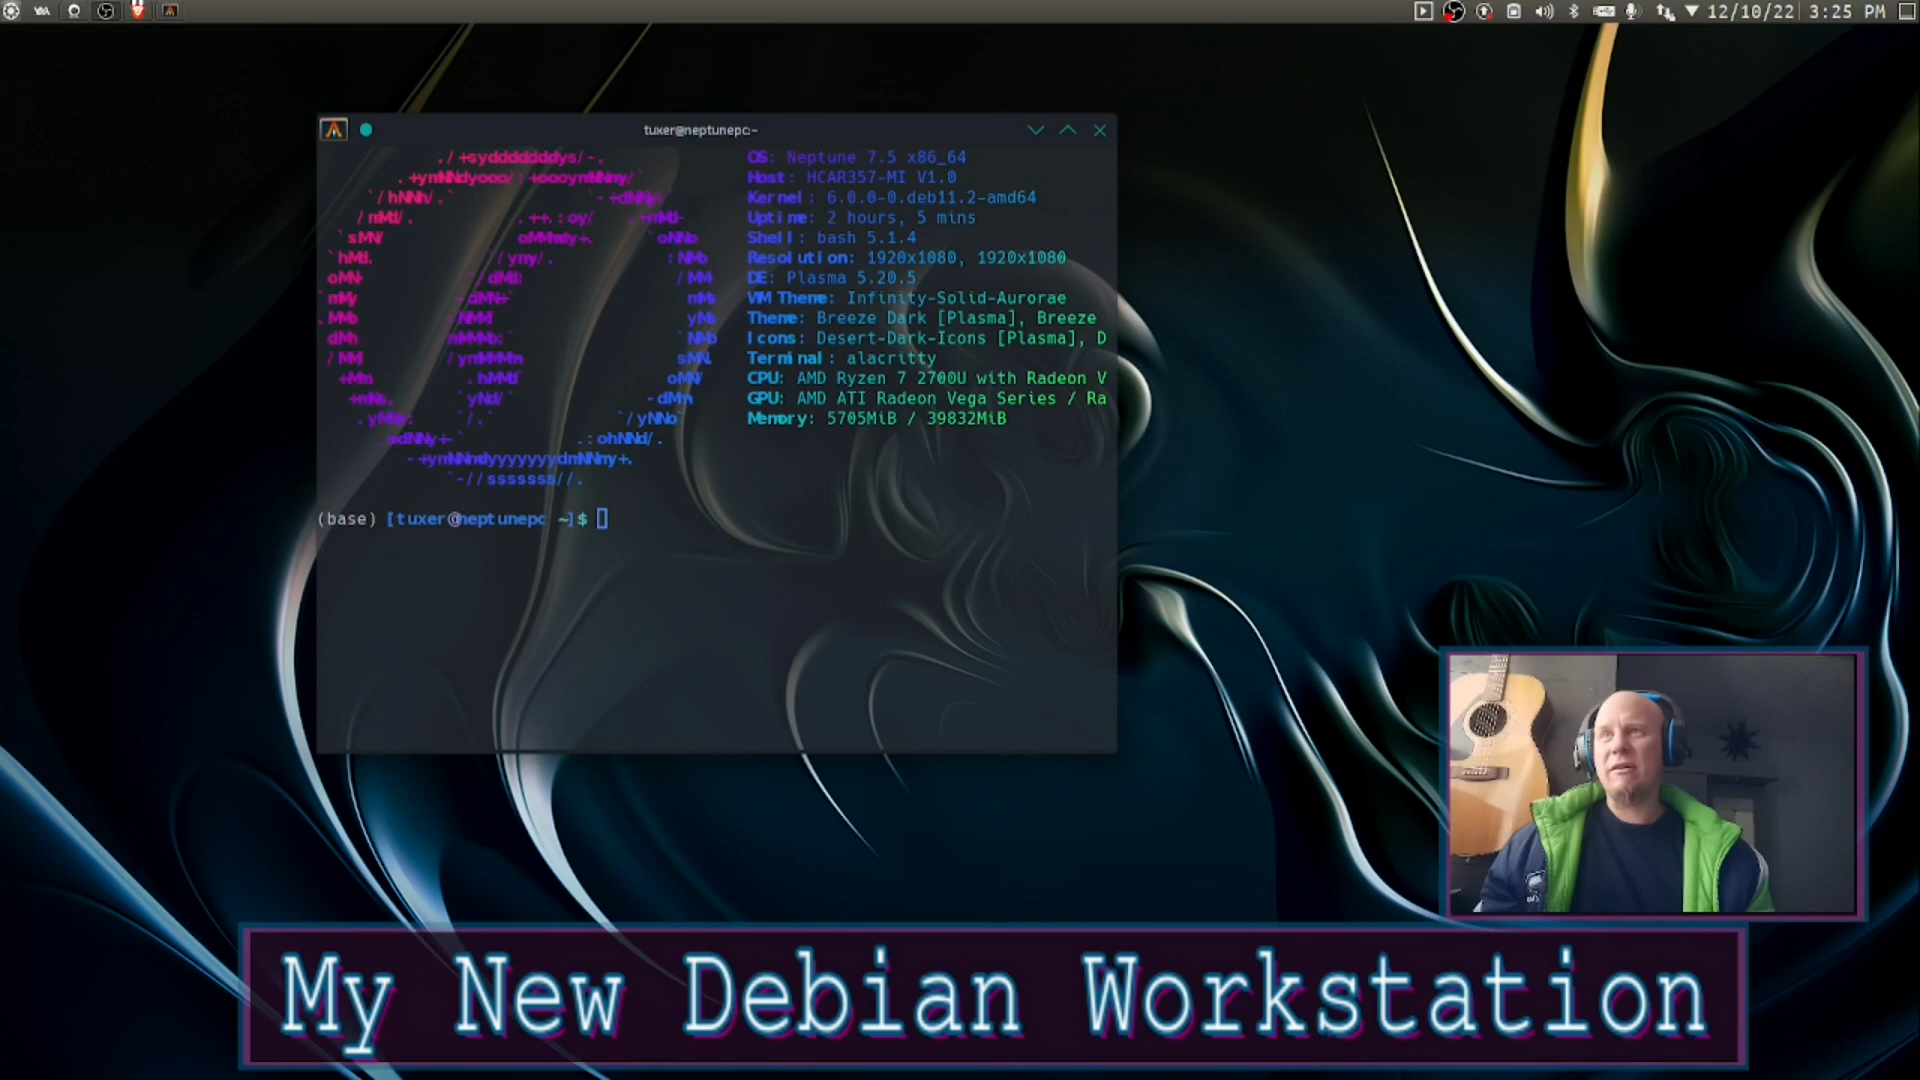 12/10/22 3:25 PM
tuxer@neptunepc:~
OS: Neptune 7.5 x86_64
Host: HCAR357-MI V1.0
Kernel: 6.0.0-0.deb11.2-amd64
Uptime: 2 hours, 5 mins
Shell: bash 5.1.4
Resolution: 1920x1080, 1920x1080
DE: Plasma 5.20.5
WM Theme: Infinity-Solid-Aurorae
Theme: Breeze Dark [Plasma], Breeze
Icons: Desert-Dark-Icons [Plasma], D
Terminal: alacritty
CPU: AMD Ryzen 7 2700U with Radeon V
GPU: AMD ATI Radeon Vega Series / Ra
Memory: 5705MiB / 39832MiB
(base) [tuxer@neptunepc ~]$
My New Debian Workstation